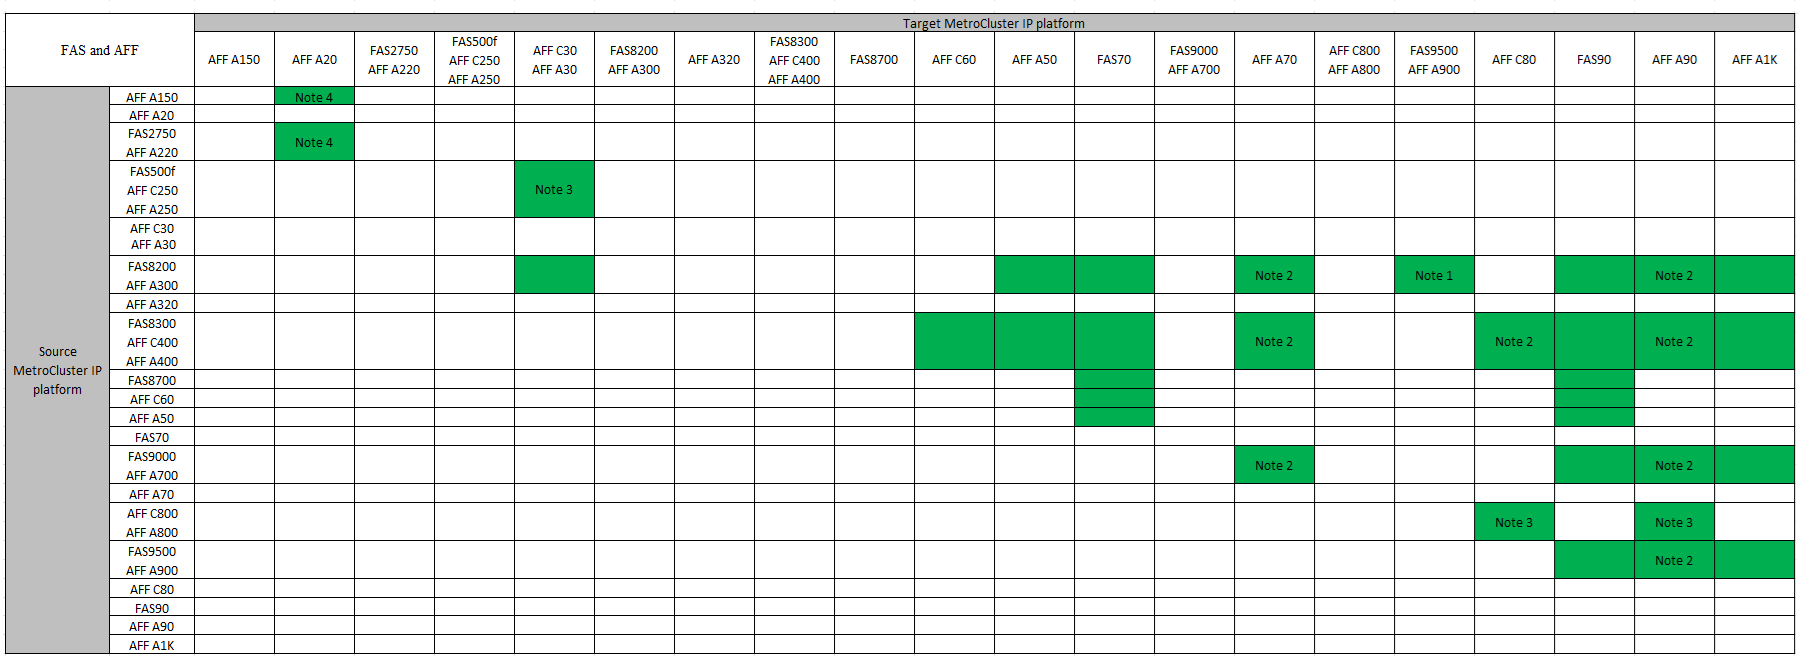 Target MetroCluster IP platform
FAS and AFF
AFF A150
AFF A20
FAS2750
AFF A220
FAS500f
AFF C250
AFF A250
AFF C30
AFF A30
FAS8200
AFF A300
AFF A320
FAS8300
AFF C400
AFF A400
FAS8700
AFF C60
AFF A50
FAS70
FAS9000
AFF A700
AFF A70
AFF C800
AFF A800
FAS9500
AFF A900
AFF C80
FAS90
AFF A90
AFF A1K
Source
MetroCluster IP
platform
AFF A150
Note 4
AFF A20
FAS2750
AFF A220
Note 4
FAS500f
AFF C250
AFF A250
Note 3
AFF C30
AFF A30
FAS8200
AFF A300
Note 2
Note 1
Note 2
AFF A320
FAS8300
AFF C400
AFF A400
Note 2
Note 2
Note 2
FAS8700
AFF C60
AFF A50
FAS70
FAS9000
AFF A700
Note 2
Note 2
AFF A70
AFF C800
AFF A800
Note 3
Note 3
FAS9500
AFF A900
Note 2
AFF C80
FAS90
AFF A90
AFF A1K